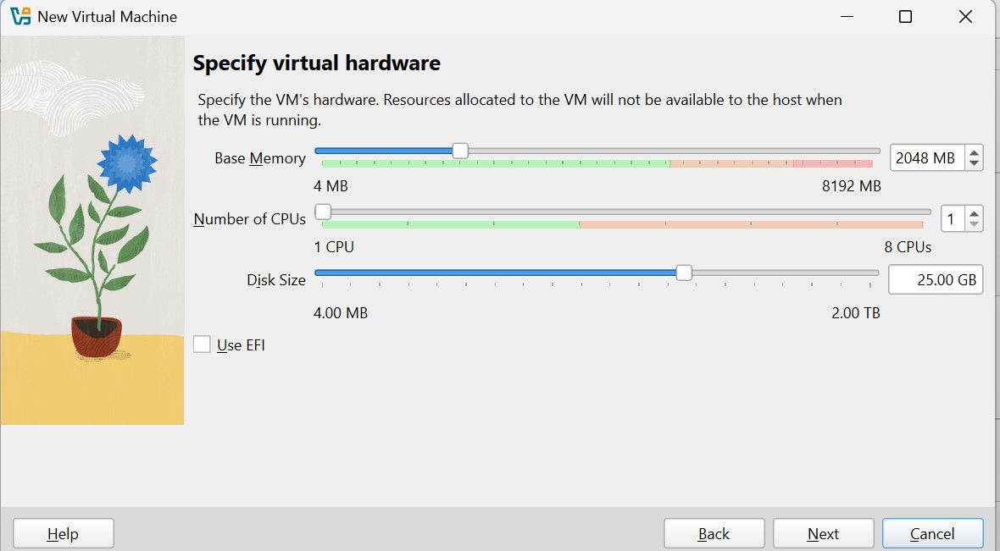 New Virtual Machine
Specify virtual hardware
Specify the VM's hardware. Resources allocated to the VM will not be available to the host when
the VM is running.
Base Memory
2048 MB
4 MB
8192 MB
Number of CPUs
1
1 CPU
8 CPUs
Disk Size
25.00 GB
4.00 MB
2.00 TB
Use EFI
Help
Back
Next
Cancel